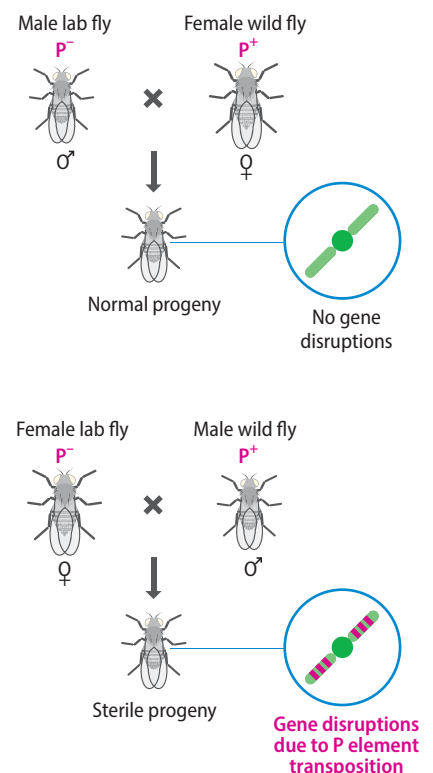 Male lab fly
P⁻
Female wild fly
P⁺
×
♂
♀
Normal progeny
No gene
disruptions
Female lab fly
P⁻
Male wild fly
P⁺
×
♀
♂
Sterile progeny
Gene disruptions
due to P element
transposition